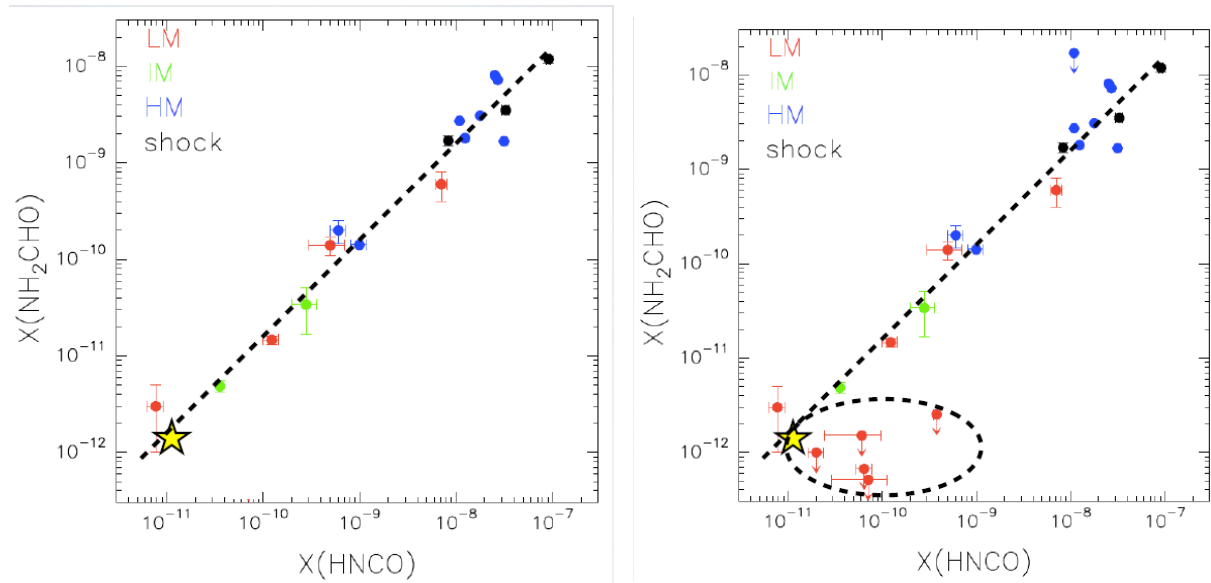 LM
IM
HM
shock
10⁻⁸
10⁻⁹
10⁻¹⁰
10⁻¹¹
10⁻¹²
X(NH₂CHO)
10⁻¹¹ 10⁻¹⁰ 10⁻⁹ 10⁻⁸ 10⁻⁷
X(HNCO)
LM
IM
HM
shock
10⁻⁸
10⁻⁹
10⁻¹⁰
10⁻¹¹
10⁻¹²
X(NH₂CHO)
10⁻¹¹ 10⁻¹⁰ 10⁻⁹ 10⁻⁸ 10⁻⁷
X(HNCO)